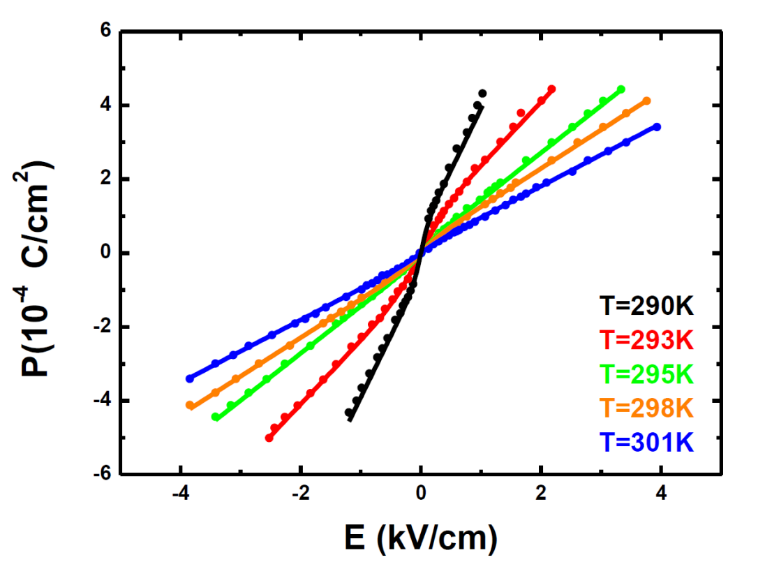 6
4
2
0
-2
-4
-6
P(10⁻⁴ C/cm²)
T=290K
T=293K
T=295K
T=298K
T=301K
-4 -2 0 2 4
E (kV/cm)